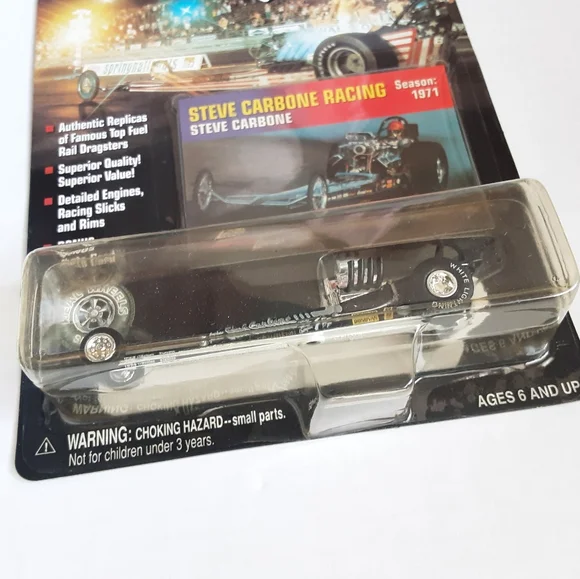 STEVE CARBONE RACING
Season:
1971
STEVE CARBONE
■ Authentic Replicas
of Famous Top Fuel
Rail Dragsters
■ Superior Quality!
Superior Value!
■ Detailed Engines,
Racing Slicks
and Rims
■ BONUS
WHITE LIGHTNING
AGES 6 AND UP
WARNING: CHOKING HAZARD--small parts.
Not for children under 3 years.